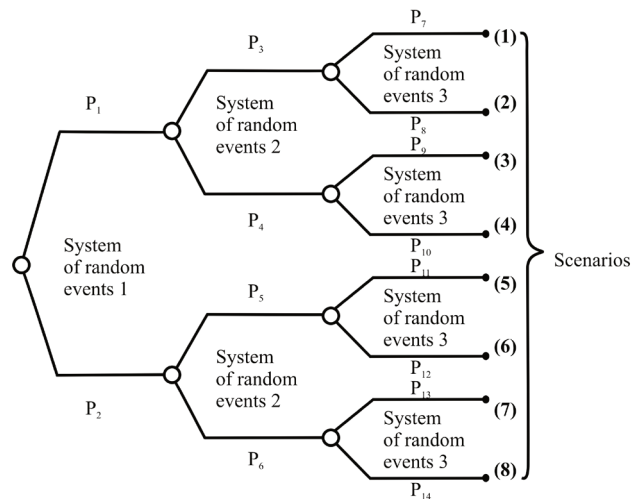 P7
(1)
P3
System
of random
events 3
System
of random
events 2
(2)
P1
P8
P9
(3)
System
of random
events 3
P4
(4)
System
of random
events 1
P10
Scenarios
P11
(5)
P5
System
of random
events 3
System
of random
events 2
(6)
P2
P12
P13
(7)
System
of random
events 3
P6
(8)
P14